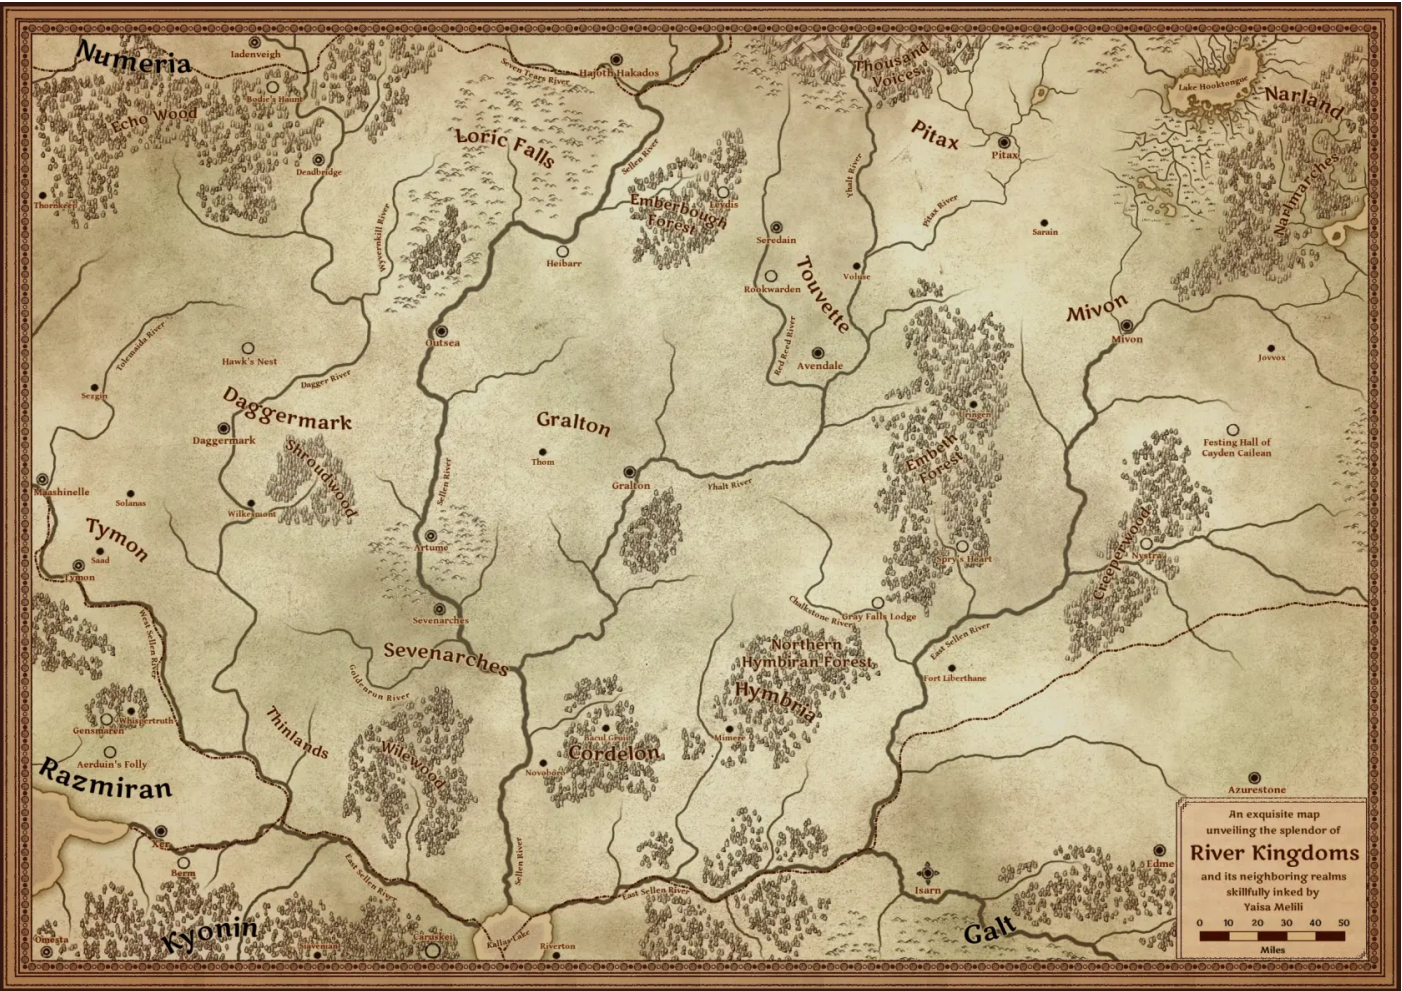 Numeria
Iadenveigh
Seven Tears River
Hajoth Hakados
Thousand
Voices
Lake Hooktongue
Narland
Bodie's Haunt
Echo Wood
Loric Falls
Pitax
Pitax
Deadbridge
Sellen River
Yhalt River
Narlmarches
Thornkeep
Emberbough
Forest
Leydis
Pitax River
Wyvernkill River
Seredain
Sarain
Heibarr
Rookwarden
Touvette
Voluse
Mivon
Mivon
Tolemaida River
Outsea
Hawk's Nest
Red Reed River
Avendale
Jovvox
Sezgin
Dagger River
Daggermark
Daggermark
Gralton
Uringen
Festing Hall of
Cayden Cailean
Shroudwood
Thom
Embeth
Forest
Sellen River
Gralton
Yhalt River
Maashinelle
Solanas
Wilkesmont
Tymon
Saad
Tymon
Artume
Creeperwood
Nystra
Spry's Heart
Sevenarches
Chalkstone River
Gray Falls Lodge
West Sellen River
Sevenarches
East Sellen River
Northern
Hymbiran Forest
Fort Liberthane
Goldenrun River
Hymbria
Gensmaren
Whispertruth
Thinlands
Wilewood
Cordelon
Mimere
Aerduin's Folly
Novoboro
Razmiran
Azurestone
Xer
Berm
East Sellen River
Sellen River
East Sellen River
Isarn
Edme
Kyonin
Omesta
Kallas Lake
Riverton
Galt
An exquisite map
unveiling the splendor of
River Kingdoms
and its neighboring realms
skillfully inked by
Yaisa Melili
0 10 20 30 40 50
Miles